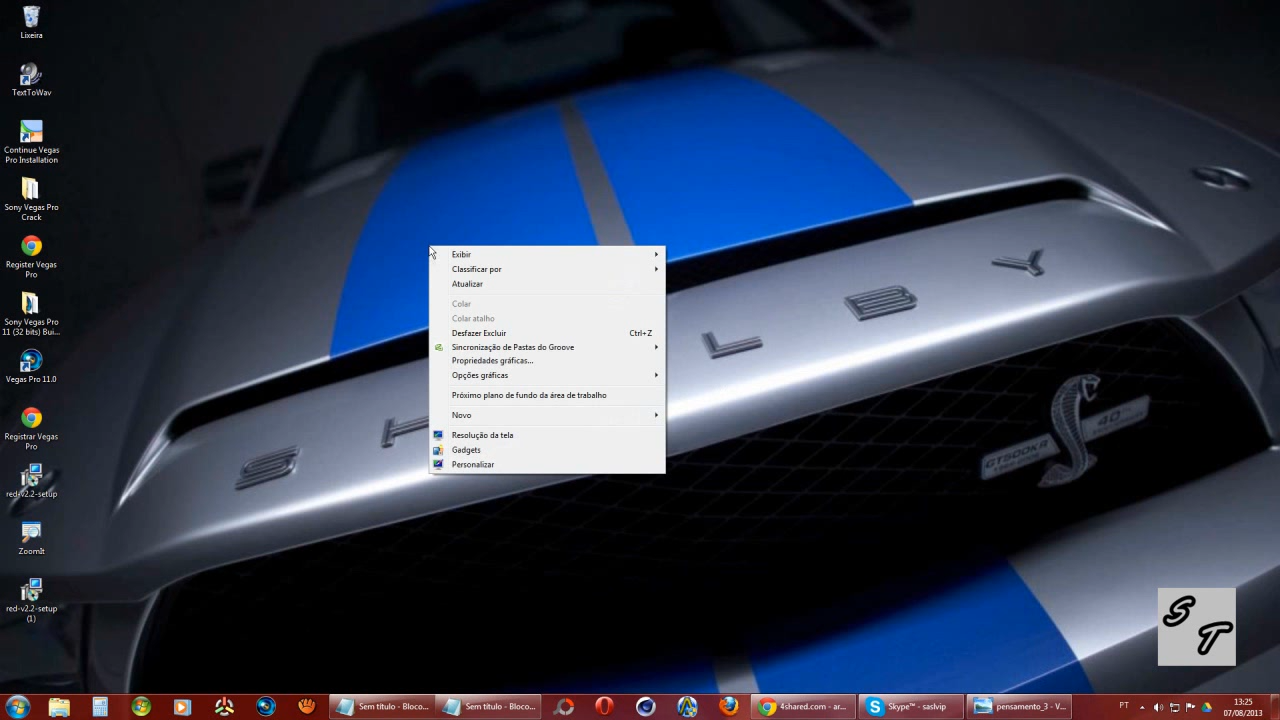 Lixeira
TextToWav
Continue Vegas
Pro Installation
Sony Vegas Pro
Crack
Register Vegas
Pro
Sony Vegas Pro
11 (32 bits) Bui...
Vegas Pro 11.0
Registrar Vegas
Pro
red-v2.2-setup
ZoomIt
red-v2.2-setup
(1)
Exibir
Classificar por
Atualizar
Colar
Colar atalho
Desfazer Excluir Ctrl+Z
Sincronização de Pastas do Groove
Propriedades gráficas...
Opções gráficas
Próximo plano de fundo da área de trabalho
Novo
Resolução da tela
Gadgets
Personalizar
S H L B Y
GT500KR
40TH
ST
Sem título - Bloco...
Sem título - Bloco...
4shared.com - ar...
Skype™ - saslvip
pensamento_3 - V...
PT
13:25
07/08/2013